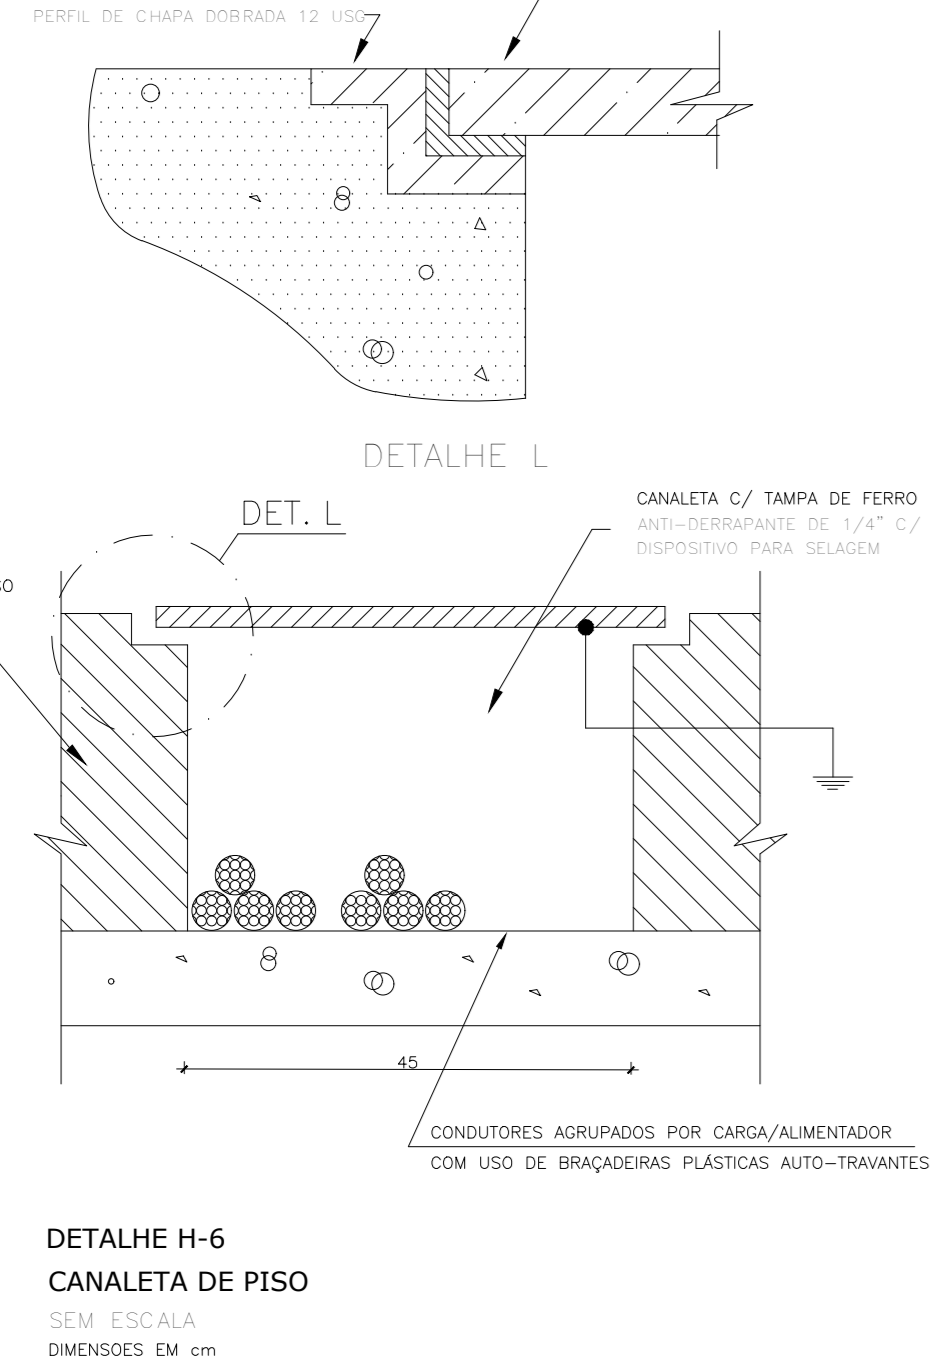 PERFIL DE CHAPA DOBRADA 12 USG
DETALHE L
DET. L
CANALETA C/ TAMPA DE FERRO
ANTI-DERRAPANTE DE 1/4" C/
DISPOSITIVO PARA SELAGEM
SO
45
CONDUTORES AGRUPADOS POR CARGA/ALIMENTADOR
COM USO DE BRAÇADEIRAS PLÁSTICAS AUTO-TRAVANTES
DETALHE H-6
CANALETA DE PISO
SEM ESCALA
DIMENSOES EM cm